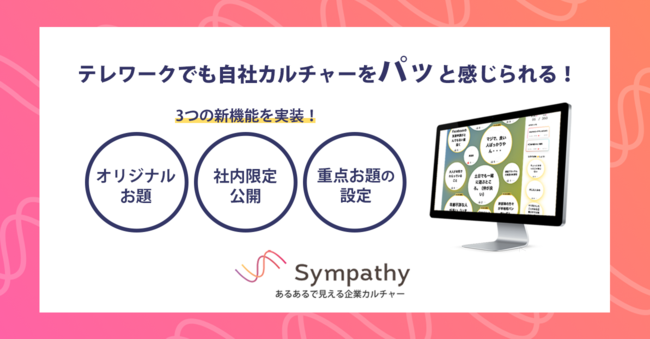 テレワークでも自社カルチャーをパッと感じられる！
3つの新機能を実装！
オリジナル
お題
社内限定
公開
重点お題の
設定
Sympathy
あるあるで見える企業カルチャー